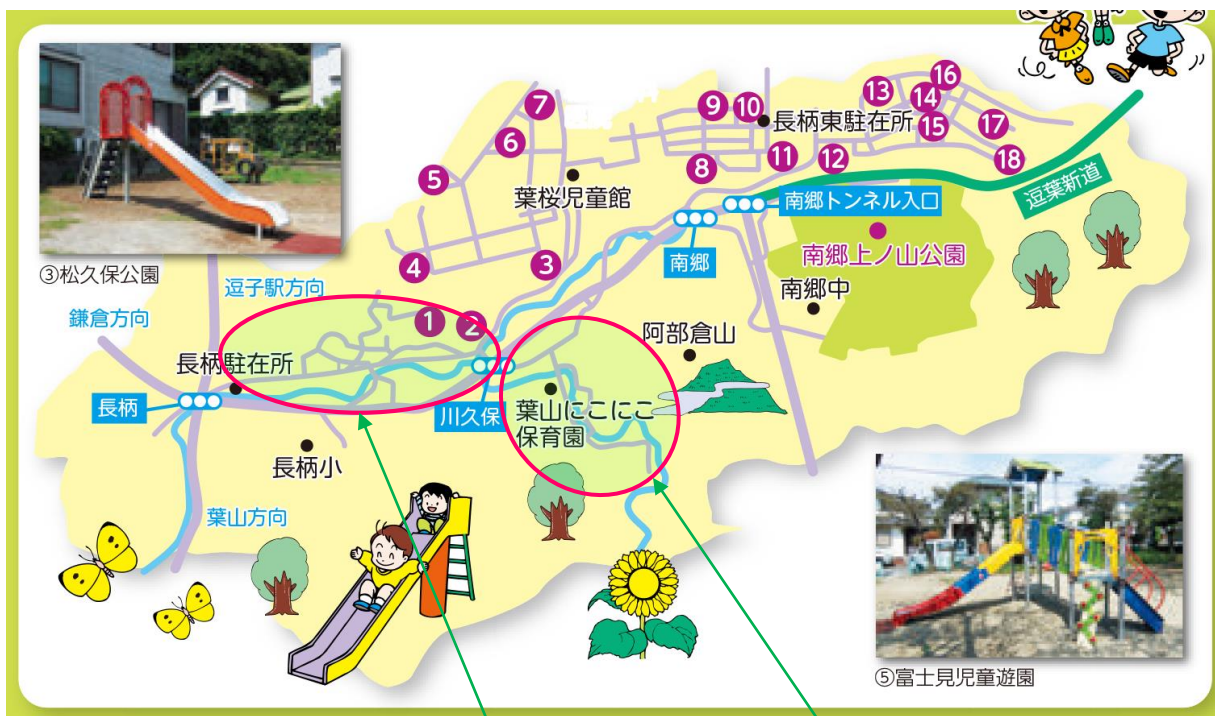 ⑯
⑦
⑬
⑨
⑩
⑭
長柄東駐在所
⑮
⑰
⑥
⑪
⑫
⑱
⑧
⑤
葉桜児童館
逗葉新道
南郷トンネル入口
南郷上ノ山公園
南郷
④
③
③松久保公園
逗子駅方向
南郷中
鎌倉方向
①
②
阿部倉山
長柄駐在所
長柄
川久保
葉山にこにこ
保育園
長柄小
葉山方向
⑤富士見児童遊園